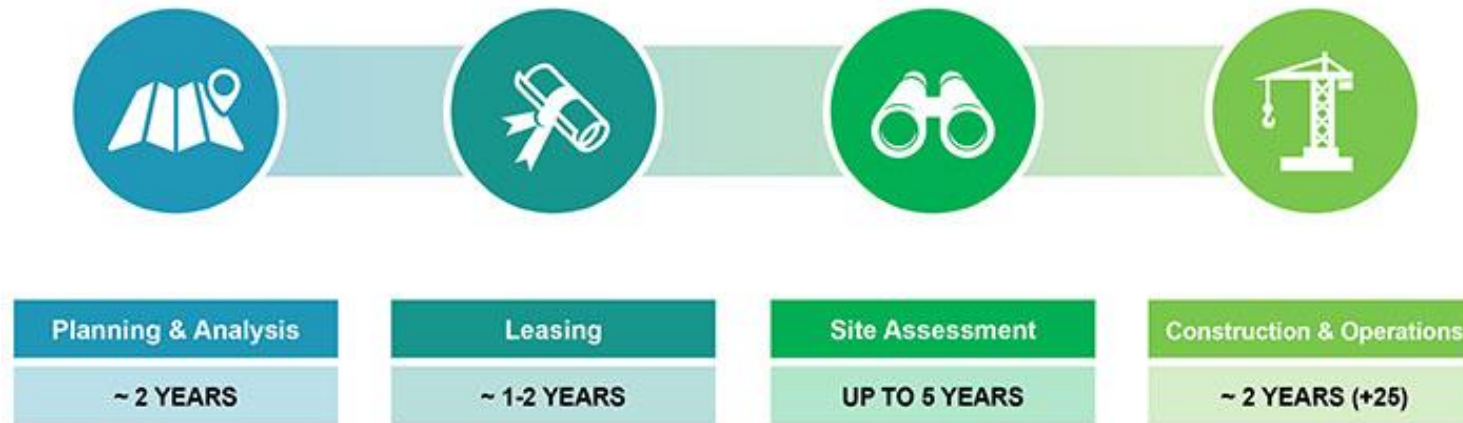 Planning & Analysis
~ 2 YEARS
Leasing
~ 1-2 YEARS
Site Assessment
UP TO 5 YEARS
Construction & Operations
~ 2 YEARS (+25)